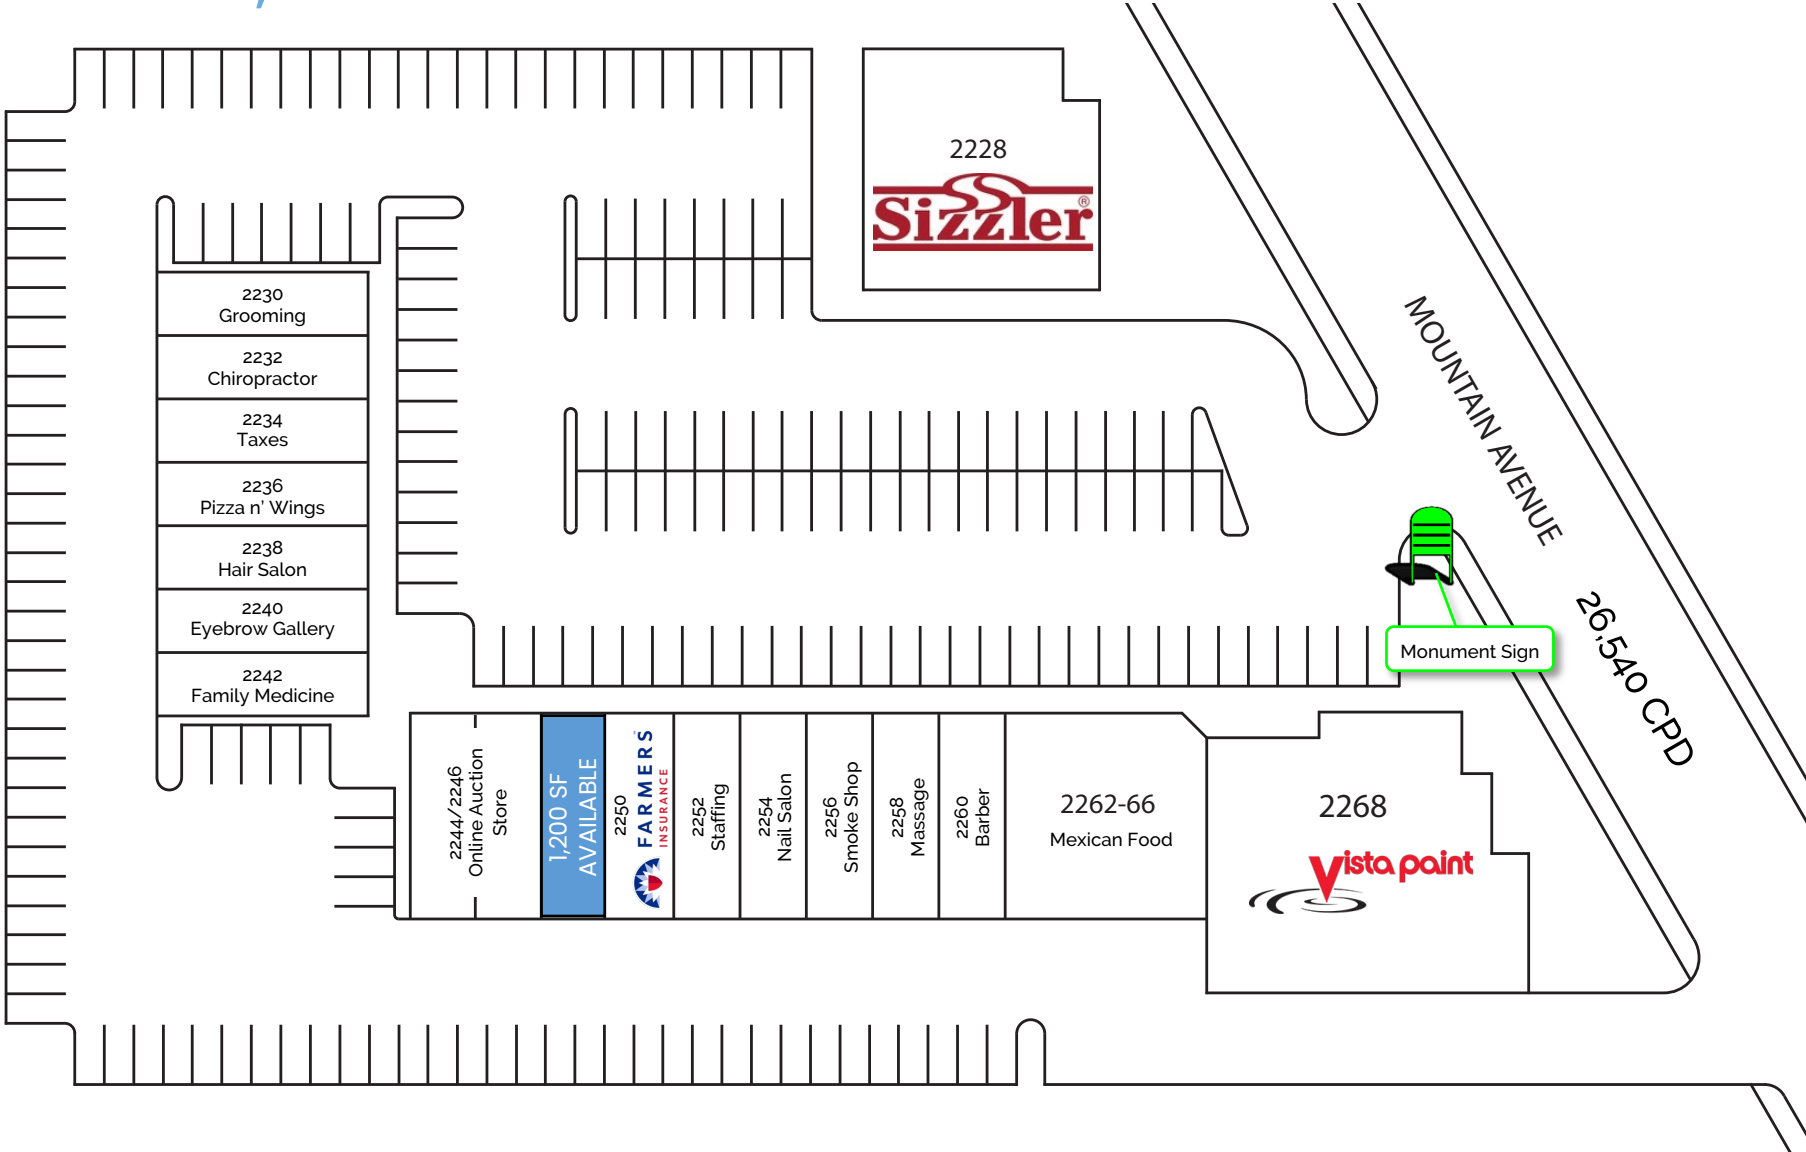 2228
Sizzler®
MOUNTAIN AVENUE
26,540 CPD
Monument Sign
2230
Grooming
2232
Chiropractor
2234
Taxes
2236
Pizza n' Wings
2238
Hair Salon
2240
Eyebrow Gallery
2242
Family Medicine
2244/2246
Online Auction
Store
1,200 SF
AVAILABLE
2250
FARMERS
INSURANCE
2252
Staffing
2254
Nail Salon
2256
Smoke Shop
2258
Massage
2260
Barber
2262-66
Mexican Food
2268
Vista paint